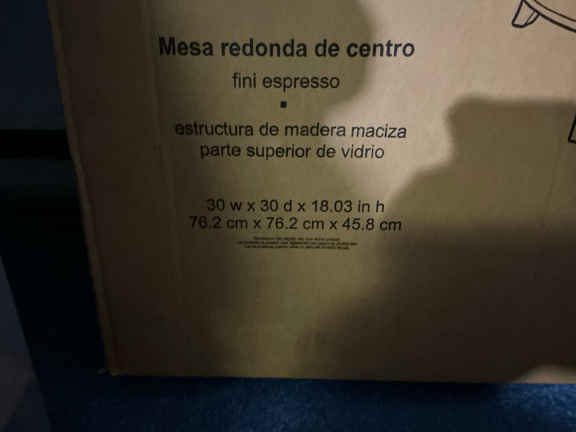 Mesa redonda de centro
fini espresso
estructura de madera maciza
parte superior de vidrio
30 w x 30 d x 18.03 in h
76.2 cm x 76.2 cm x 45.8 cm